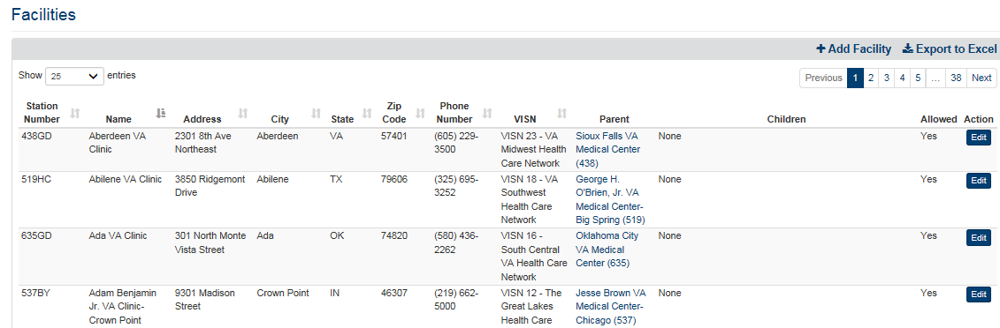 Facilities
Add Facility Export to Excel
Show 25 entries
Previous 1 2 3 4 5 ... 38 Next
Station Number Name Address City State Zip Code Phone Number VISN Parent Children Allowed Action
438GD Aberdeen VA 2301 8th Ave Aberdeen VA 57401 (605) 229- VISN 23 - VA Sioux Falls VA None Yes Edit
Clinic Northeast 3500 Midwest Health Medical Center
Care Network (438)
519HC Abilene VA Clinic 3850 Ridgemont Abilene TX 79606 (325) 695- VISN 18 - VA George H. None Yes Edit
Drive 3252 Southwest O'Brien, Jr. VA
Health Care Medical Center-
Network Big Spring (519)
635GD Ada VA Clinic 301 North Monte Ada OK 74820 (580) 436- VISN 16 - Oklahoma City None Yes Edit
Vista Street 2262 South Central VA Medical
VA Health Care Center (635)
Network
537BY Adam Benjamin 9301 Madison Crown Point IN 46307 (219) 662- VISN 12 - The Jesse Brown VA None Yes Edit
Jr. VA Clinic- Street 5000 Great Lakes Medical Center-
Crown Point Health Care Chicago (537)